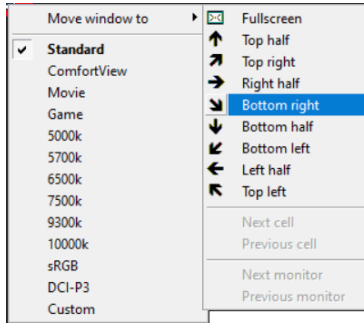 Move window to
Standard
ComfortView
Movie
Game
5000k
5700k
6500k
7500k
9300k
10000k
sRGB
DCI-P3
Custom
Fullscreen
Top half
Top right
Right half
Bottom right
Bottom half
Bottom left
Left half
Top left
Next cell
Previous cell
Next monitor
Previous monitor